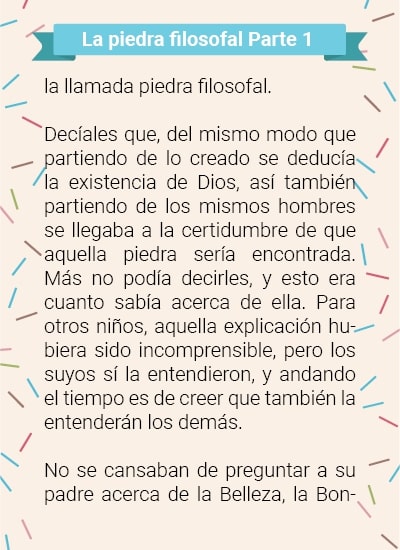 La piedra filosofal Parte 1
la llamada piedra filosofal.
Decíales que, del mismo modo que
partiendo de lo creado se deducía
la existencia de Dios, así también
partiendo de los mismos hombres
se llegaba a la certidumbre de que
aquella piedra sería encontrada.
Más no podía decirles, y esto era
cuanto sabía acerca de ella. Para
otros niños, aquella explicación hu-
biera sido incomprensible, pero los
suyos sí la entendieron, y andando
el tiempo es de creer que también la
entenderán los demás.
No se cansaban de preguntar a su
padre acerca de la Belleza, la Bon-